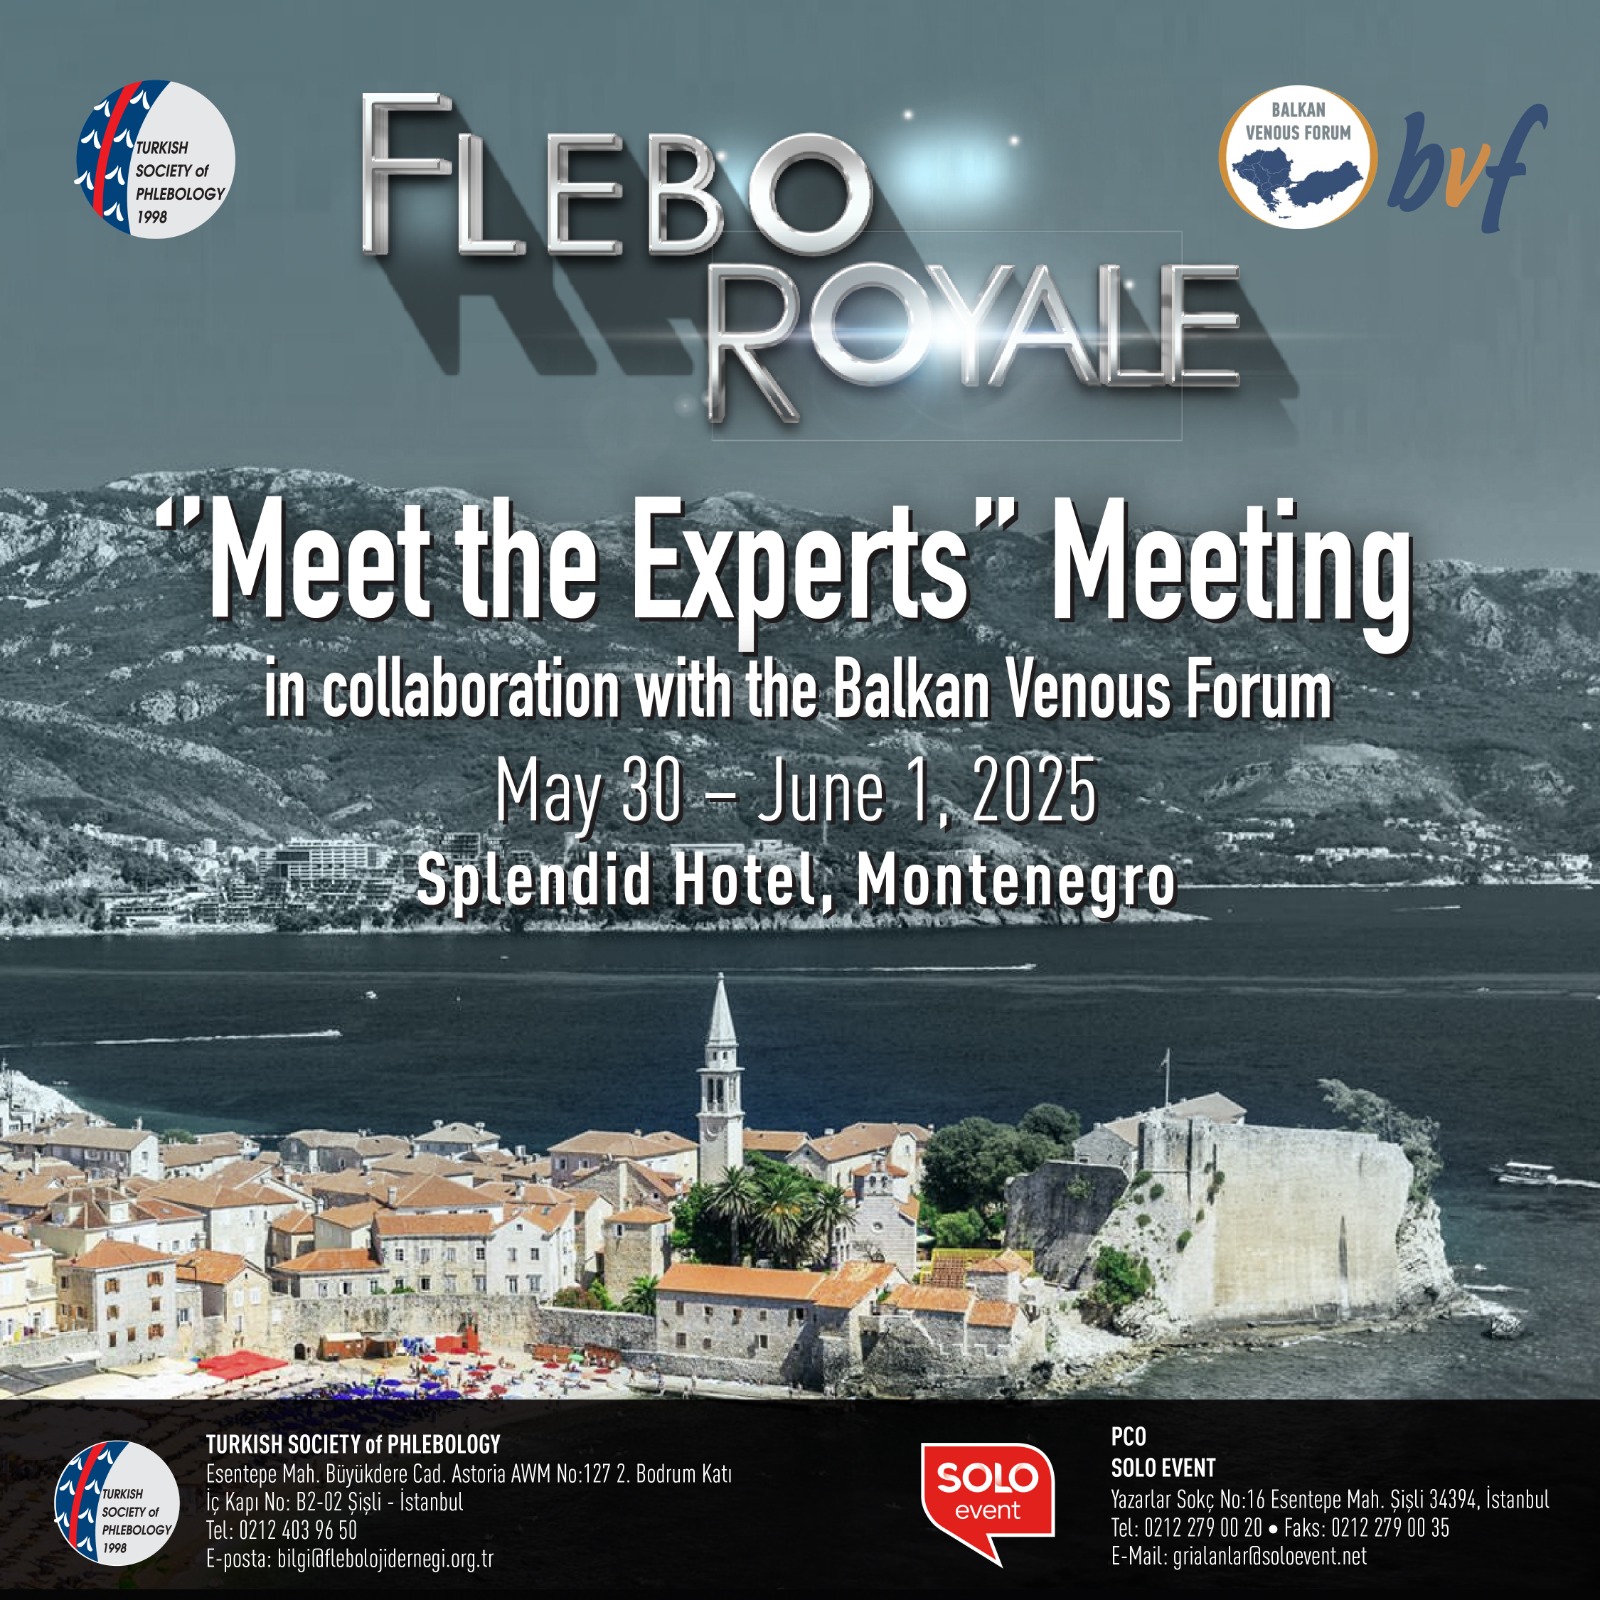 TURKISH
SOCIETY of
PHLEBOLOGY
1998
FLEBO
ROYALE
BALKAN
VENOUS FORUM
bvf
‘’Meet the Experts’’ Meeting
in collaboration with the Balkan Venous Forum
May 30 – June 1, 2025
Splendid Hotel, Montenegro
TURKISH
SOCIETY of
PHLEBOLOGY
1998
TURKISH SOCIETY of PHLEBOLOGY
Esentepe Mah. Büyükdere Cad. Astoria AWM No:127 2. Bodrum Katı
İç Kapı No: B2-02 Şişli - İstanbul
Tel: 0212 403 96 50
E-posta: bilgi@flebolojidernegi.org.tr
SOLO
event
PCO
SOLO EVENT
Yazarlar Sokç No:16 Esentepe Mah. Şişli 34394, İstanbul
Tel: 0212 279 00 20 • Faks: 0212 279 00 35
E-Mail: grialanlar@soloevent.net